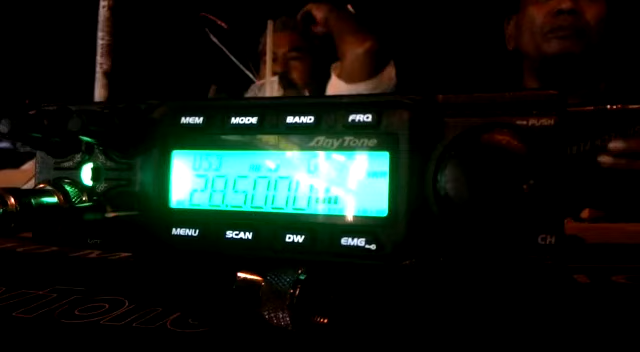 MEM MODE BAND FRQ
AnyTone
PUSH
28.5000
MENU SCAN DW EMG
CH